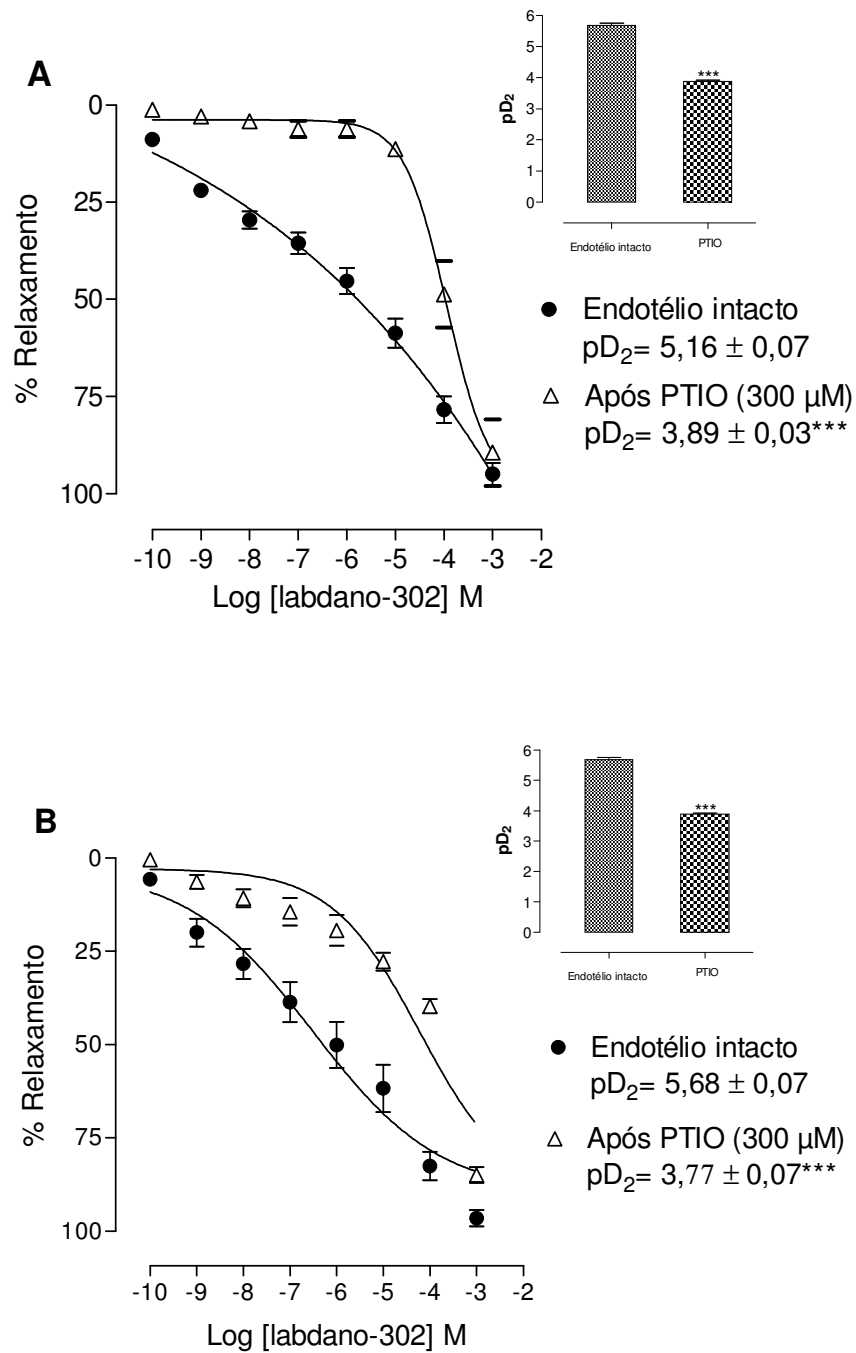 A
0
25
50
75
100
% Relaxamento
-10 -9 -8 -7 -6 -5 -4 -3 -2
Log [labdano-302] M
6
5
4
3
2
1
0
pD₂
***
Endotélio intacto
PTIO
Endotélio intacto
pD₂= 5,16 ± 0,07
Após PTIO (300 µM)
pD₂= 3,89 ± 0,03***
B
0
25
50
75
100
% Relaxamento
-10 -9 -8 -7 -6 -5 -4 -3 -2
Log [labdano-302] M
6
5
4
3
2
1
0
pD₂
***
Endotélio intacto
PTIO
Endotélio intacto
pD₂= 5,68 ± 0,07
Após PTIO (300 µM)
pD₂= 3,77 ± 0,07***